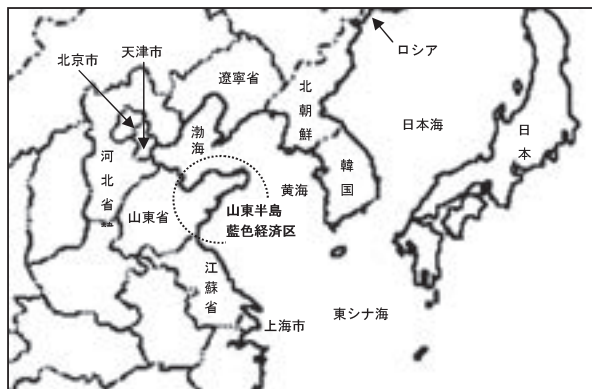 天津市
北京市
ロシア
遼寧省
北朝鮮
日本海
日本
渤海
河北省
韓国
黄海
山東省
山東半島
藍色経済区
江蘇省
上海市
東シナ海